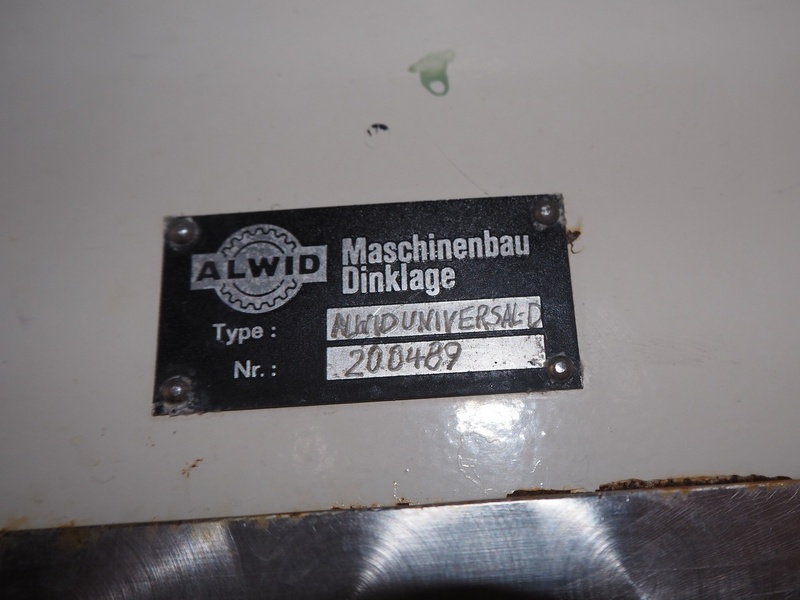 ALWID
Maschinenbau
Dinklage
Type : ALWID UNIVERSAL-D
Nr. : 200489